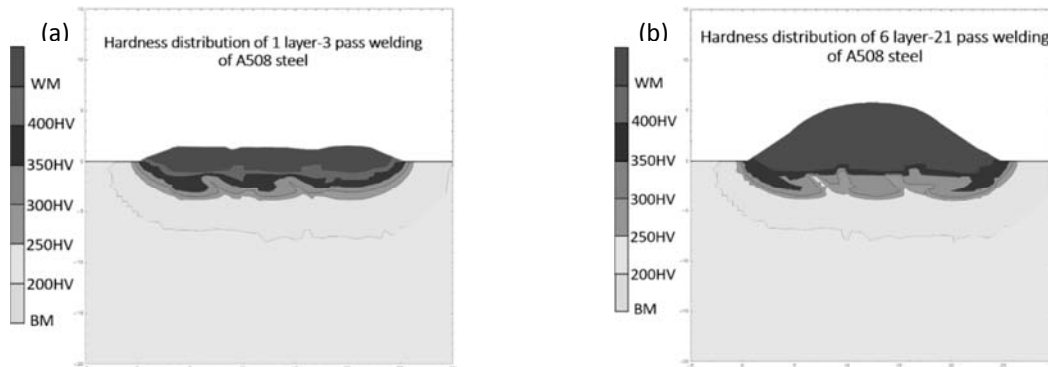 (a)
Hardness distribution of 1 layer-3 pass welding
of A508 steel
WM
400HV
350HV
300HV
250HV
200HV
BM
(b)
Hardness distribution of 6 layer-21 pass welding
of A508 steel
WM
400HV
350HV
300HV
250HV
200HV
BM